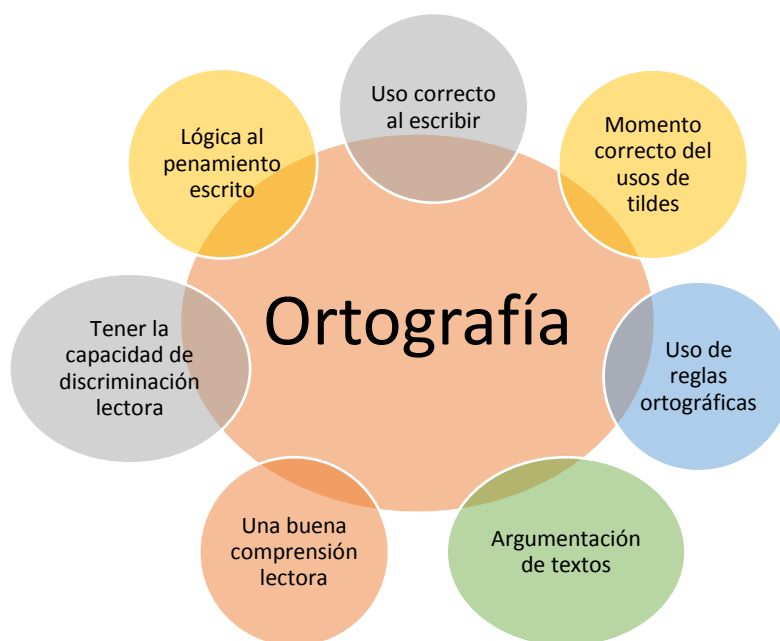 Uso correcto
al escribir
Momento
correcto del
usos de
tildes
Uso de
reglas
ortográficas
Argumentación
de textos
Una buena
comprensión
lectora
Tener la
capacidad de
discriminación
lectora
Lógica al
penamiento
escrito
Ortografía